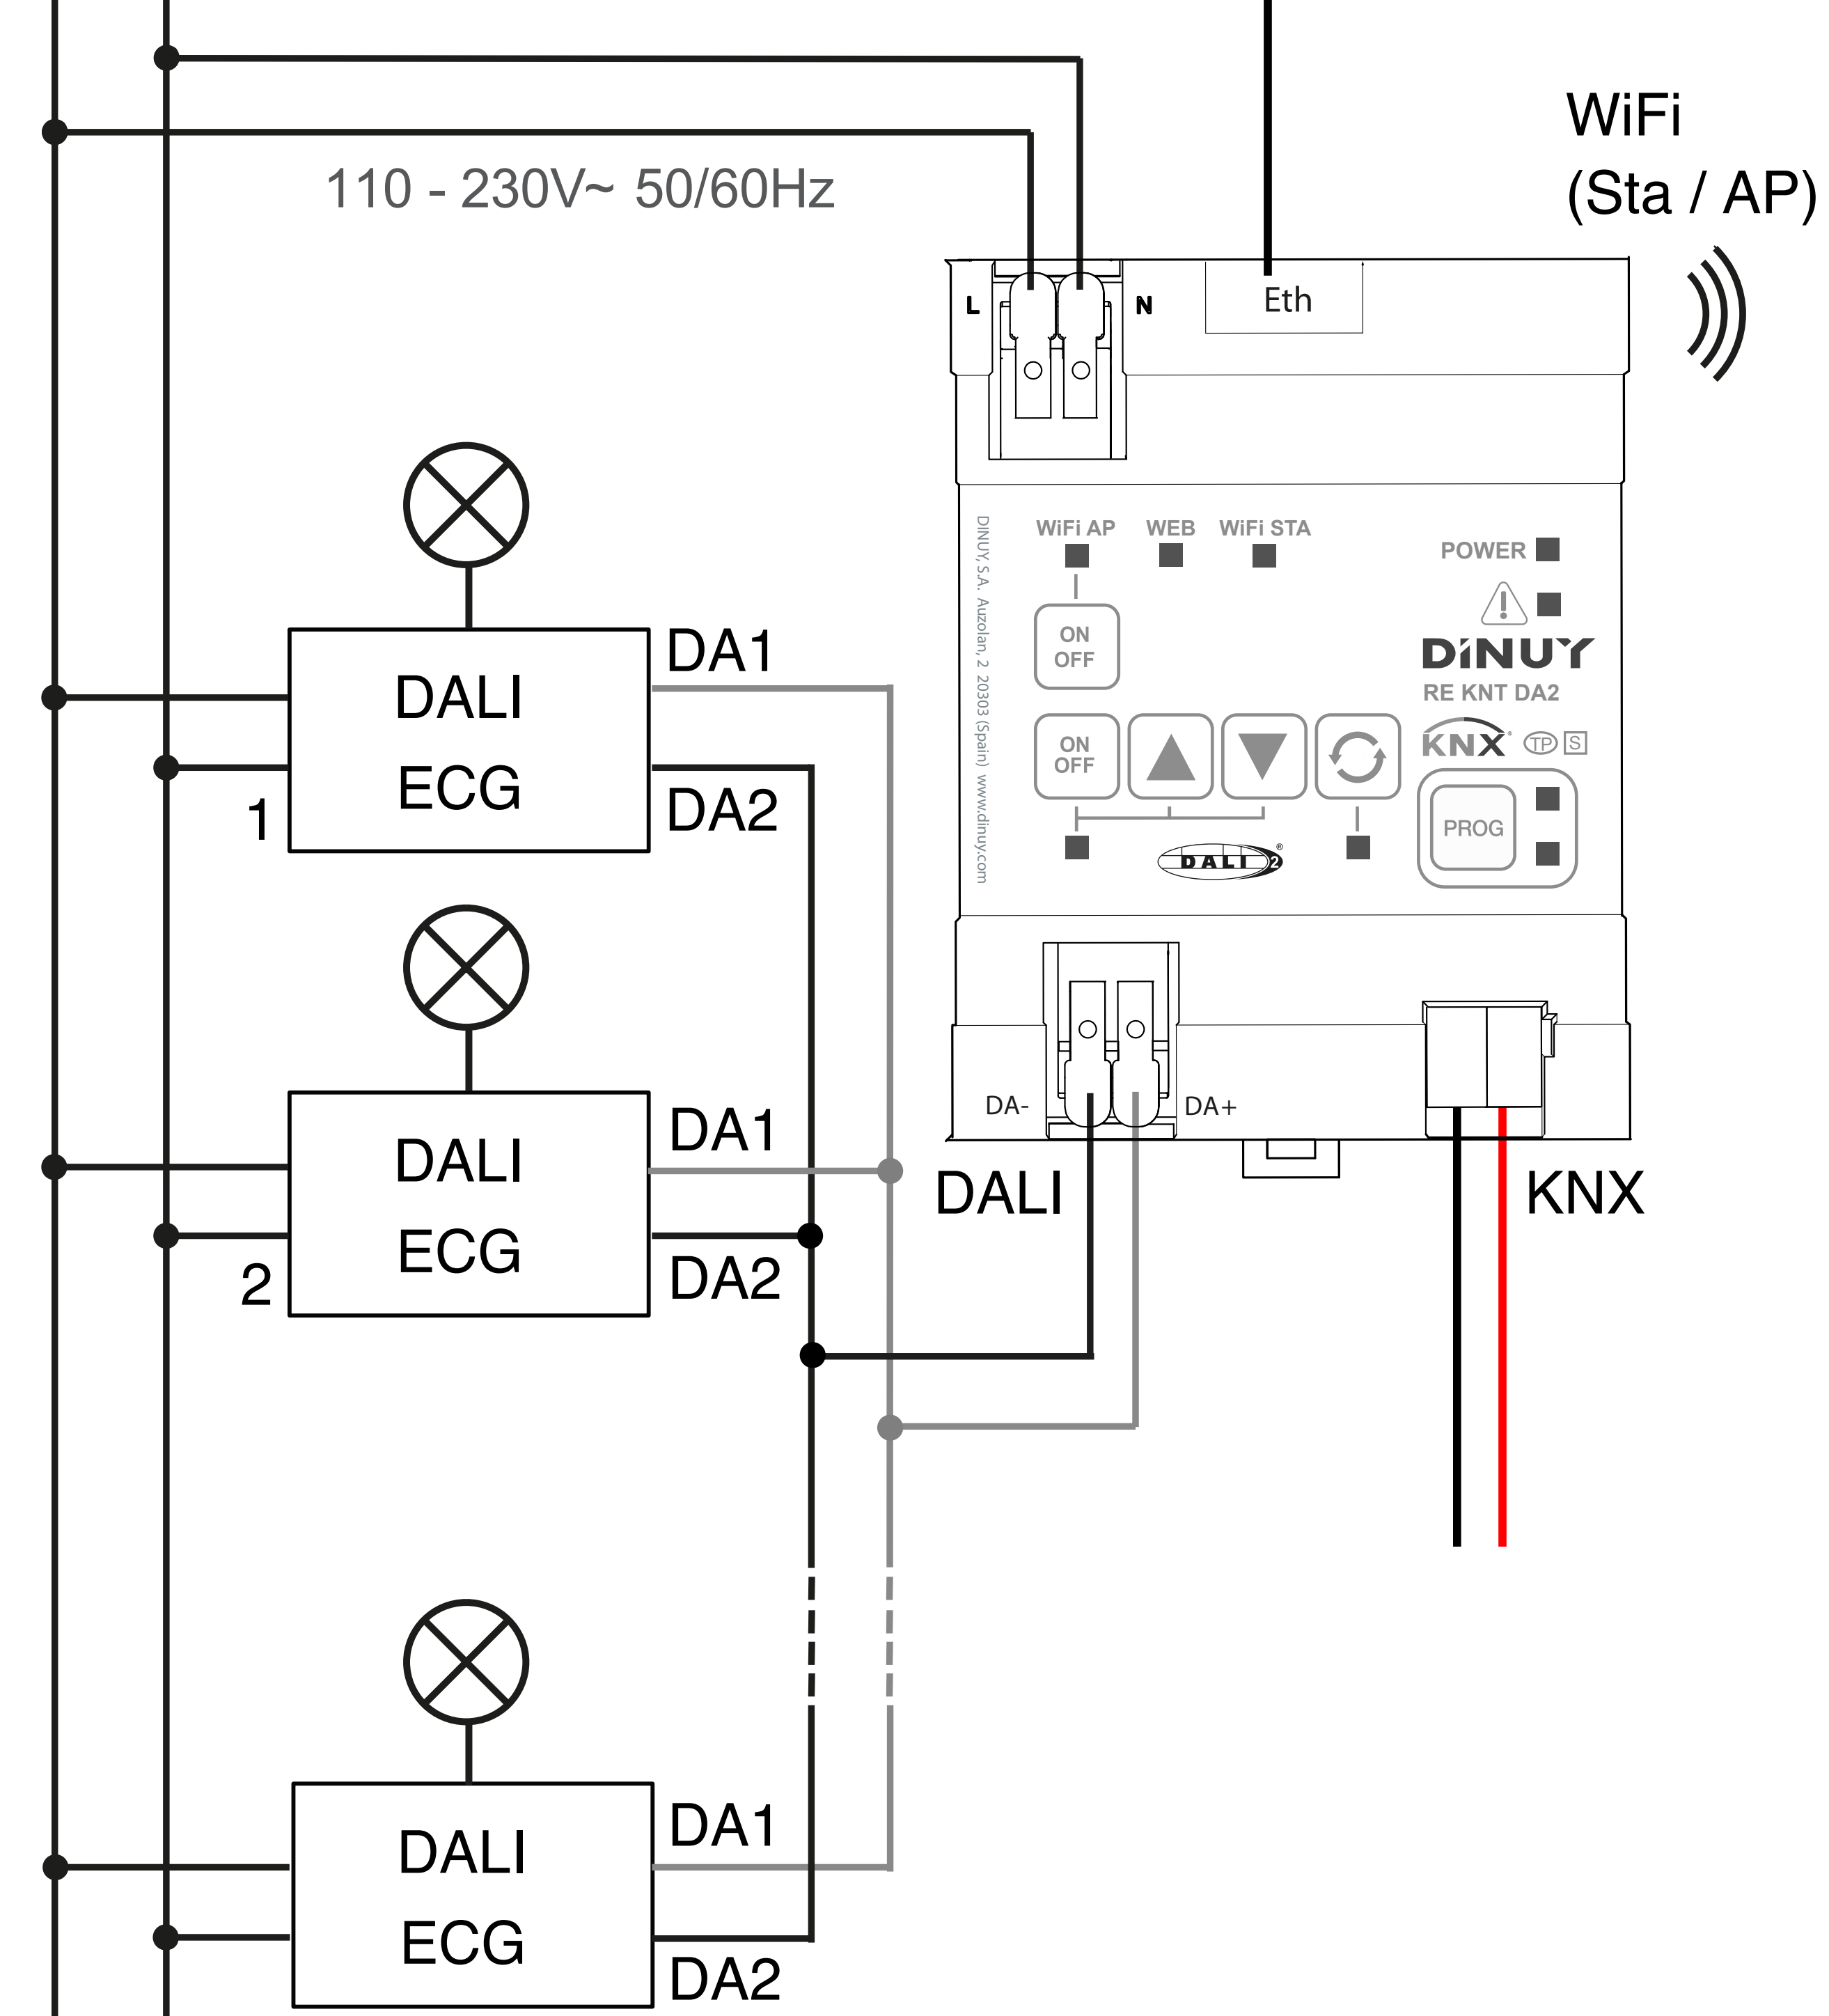 WiFi
(Sta / AP)
110 - 230V~ 50/60Hz
L
N
Eth
WiFi AP
WEB
WiFi STA
POWER
!
ON
OFF
DiNUY
RE KNT DA2
KNX®
TP
S
ON
OFF
PROG
DALI 2®
DINUY, S.A. Auzolan, 2 20303 (Spain) www.dinuy.com
DA1
DALI
ECG
1
DA2
DA1
DALI
ECG
2
DA2
DA-
DA+
DALI
KNX
DA1
DALI
ECG
DA2